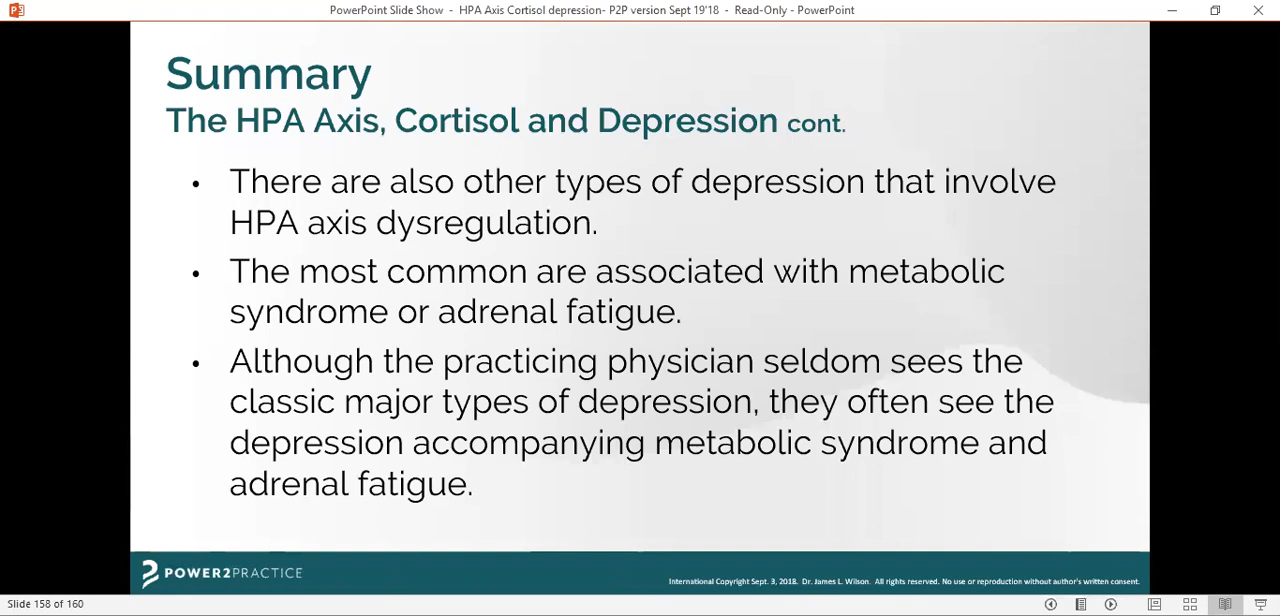 PowerPoint Slide Show - HPA Axis Cortisol depression- P2P version Sept 19'18 - Read-Only - PowerPoint
Summary
The HPA Axis, Cortisol and Depression cont.
• There are also other types of depression that involve
HPA axis dysregulation.
• The most common are associated with metabolic
syndrome or adrenal fatigue.
• Although the practicing physician seldom sees the
classic major types of depression, they often see the
depression accompanying metabolic syndrome and
adrenal fatigue.
POWER2PRACTICE
International Copyright Sept. 3, 2018. Dr. James L. Wilson. All rights reserved. No use or reproduction without author's written consent.
Slide 158 of 160